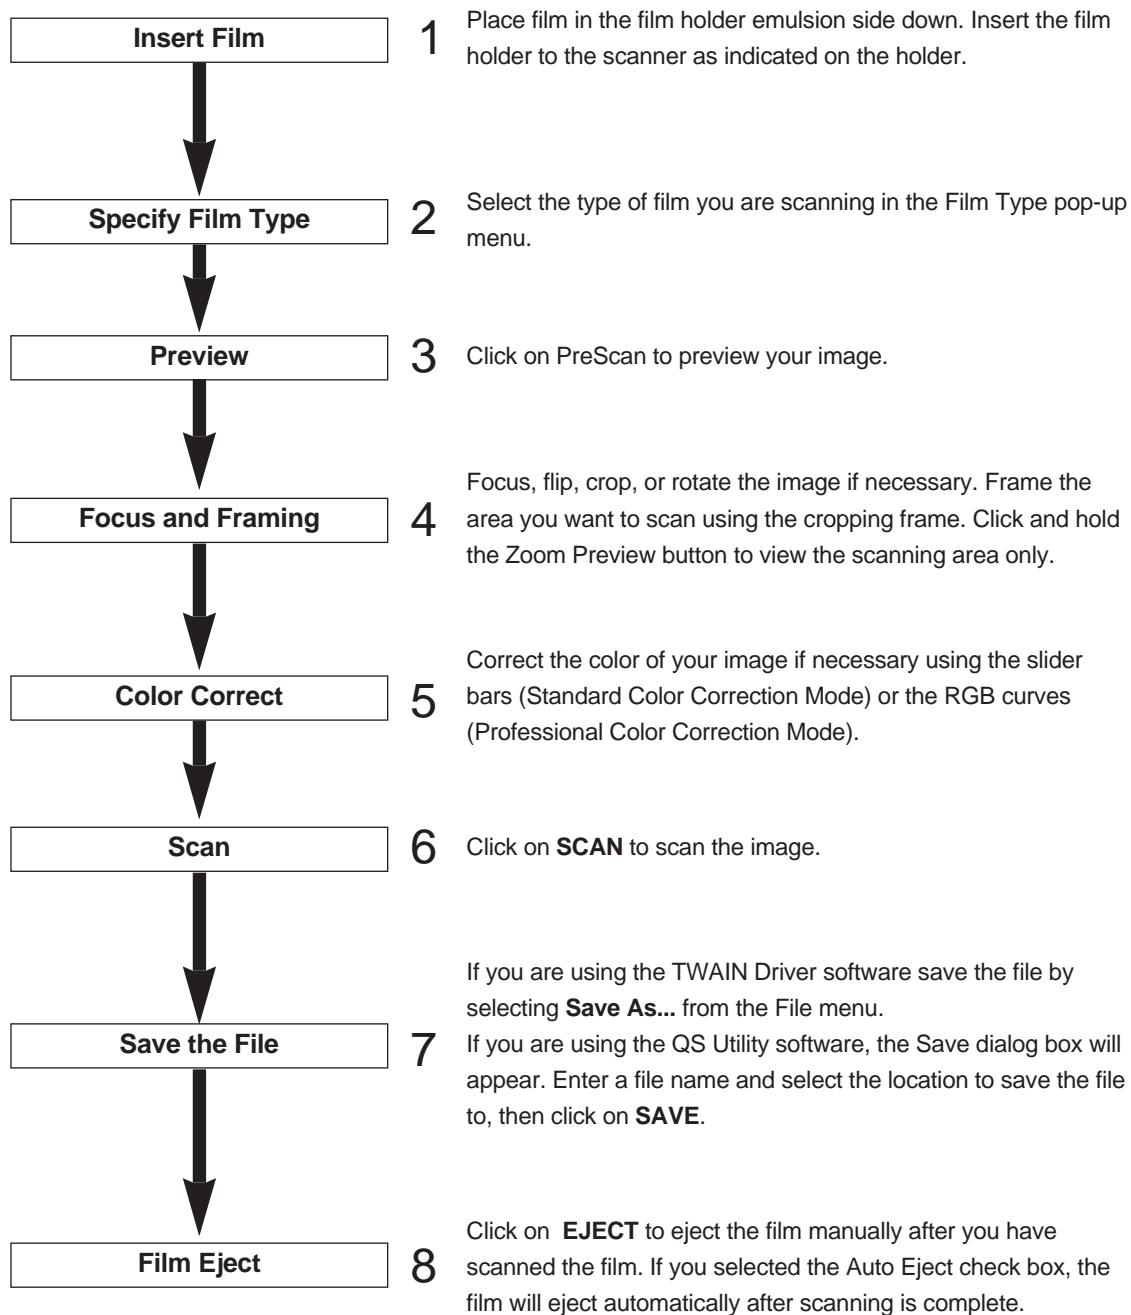 Insert Film
1
Place film in the film holder emulsion side down. Insert the film
holder to the scanner as indicated on the holder.
Specify Film Type
2
Select the type of film you are scanning in the Film Type pop-up
menu.
Preview
3
Click on PreScan to preview your image.
Focus and Framing
4
Focus, flip, crop, or rotate the image if necessary. Frame the
area you want to scan using the cropping frame. Click and hold
the Zoom Preview button to view the scanning area only.
Color Correct
5
Correct the color of your image if necessary using the slider
bars (Standard Color Correction Mode) or the RGB curves
(Professional Color Correction Mode).
Scan
6
Click on SCAN to scan the image.
Save the File
7
If you are using the TWAIN Driver software save the file by
selecting Save As... from the File menu.
If you are using the QS Utility software, the Save dialog box will
appear. Enter a file name and select the location to save the file
to, then click on SAVE.
Film Eject
8
Click on EJECT to eject the film manually after you have
scanned the film. If you selected the Auto Eject check box, the
film will eject automatically after scanning is complete.